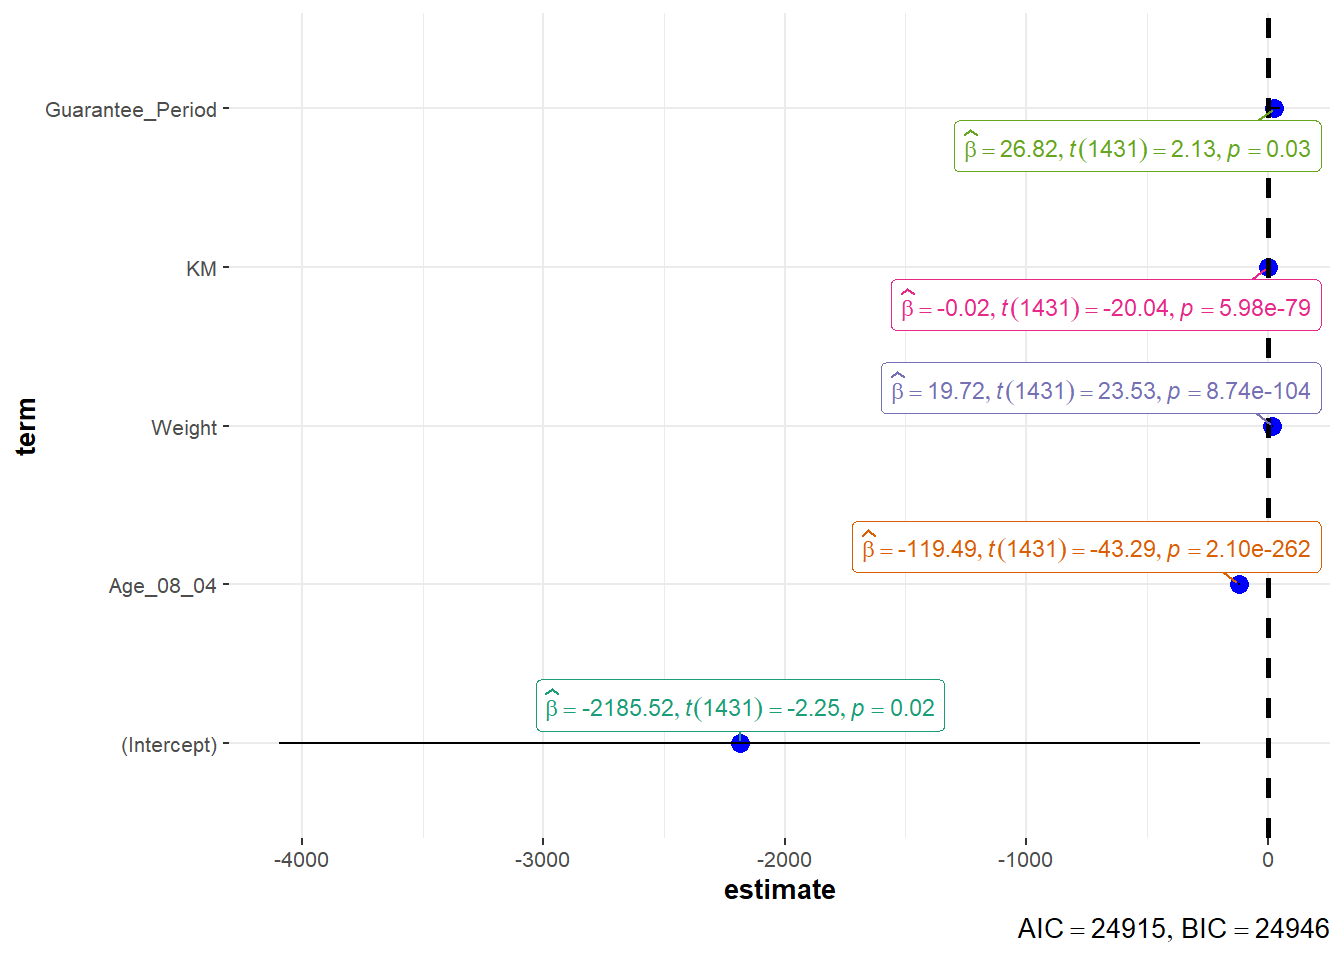 Guarantee_Period
β̂ = 26.82, t(1431) = 2.13, p = 0.03
KM
β̂ = -0.02, t(1431) = -20.04, p = 5.98e-79
β̂ = 19.72, t(1431) = 23.53, p = 8.74e-104
Weight
term
β̂ = -119.49, t(1431) = -43.29, p = 2.10e-262
Age_08_04
β̂ = -2185.52, t(1431) = -2.25, p = 0.02
(Intercept)
-4000 -3000 -2000 -1000 0
estimate
AIC = 24915, BIC = 24946